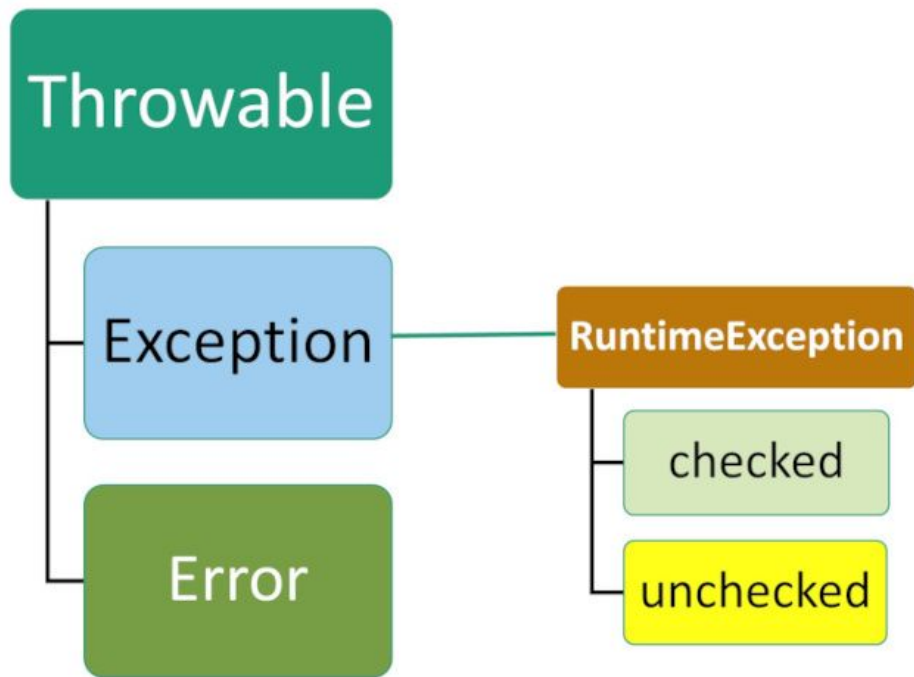 Throwable
Exception
RuntimeException
checked
Error
unchecked